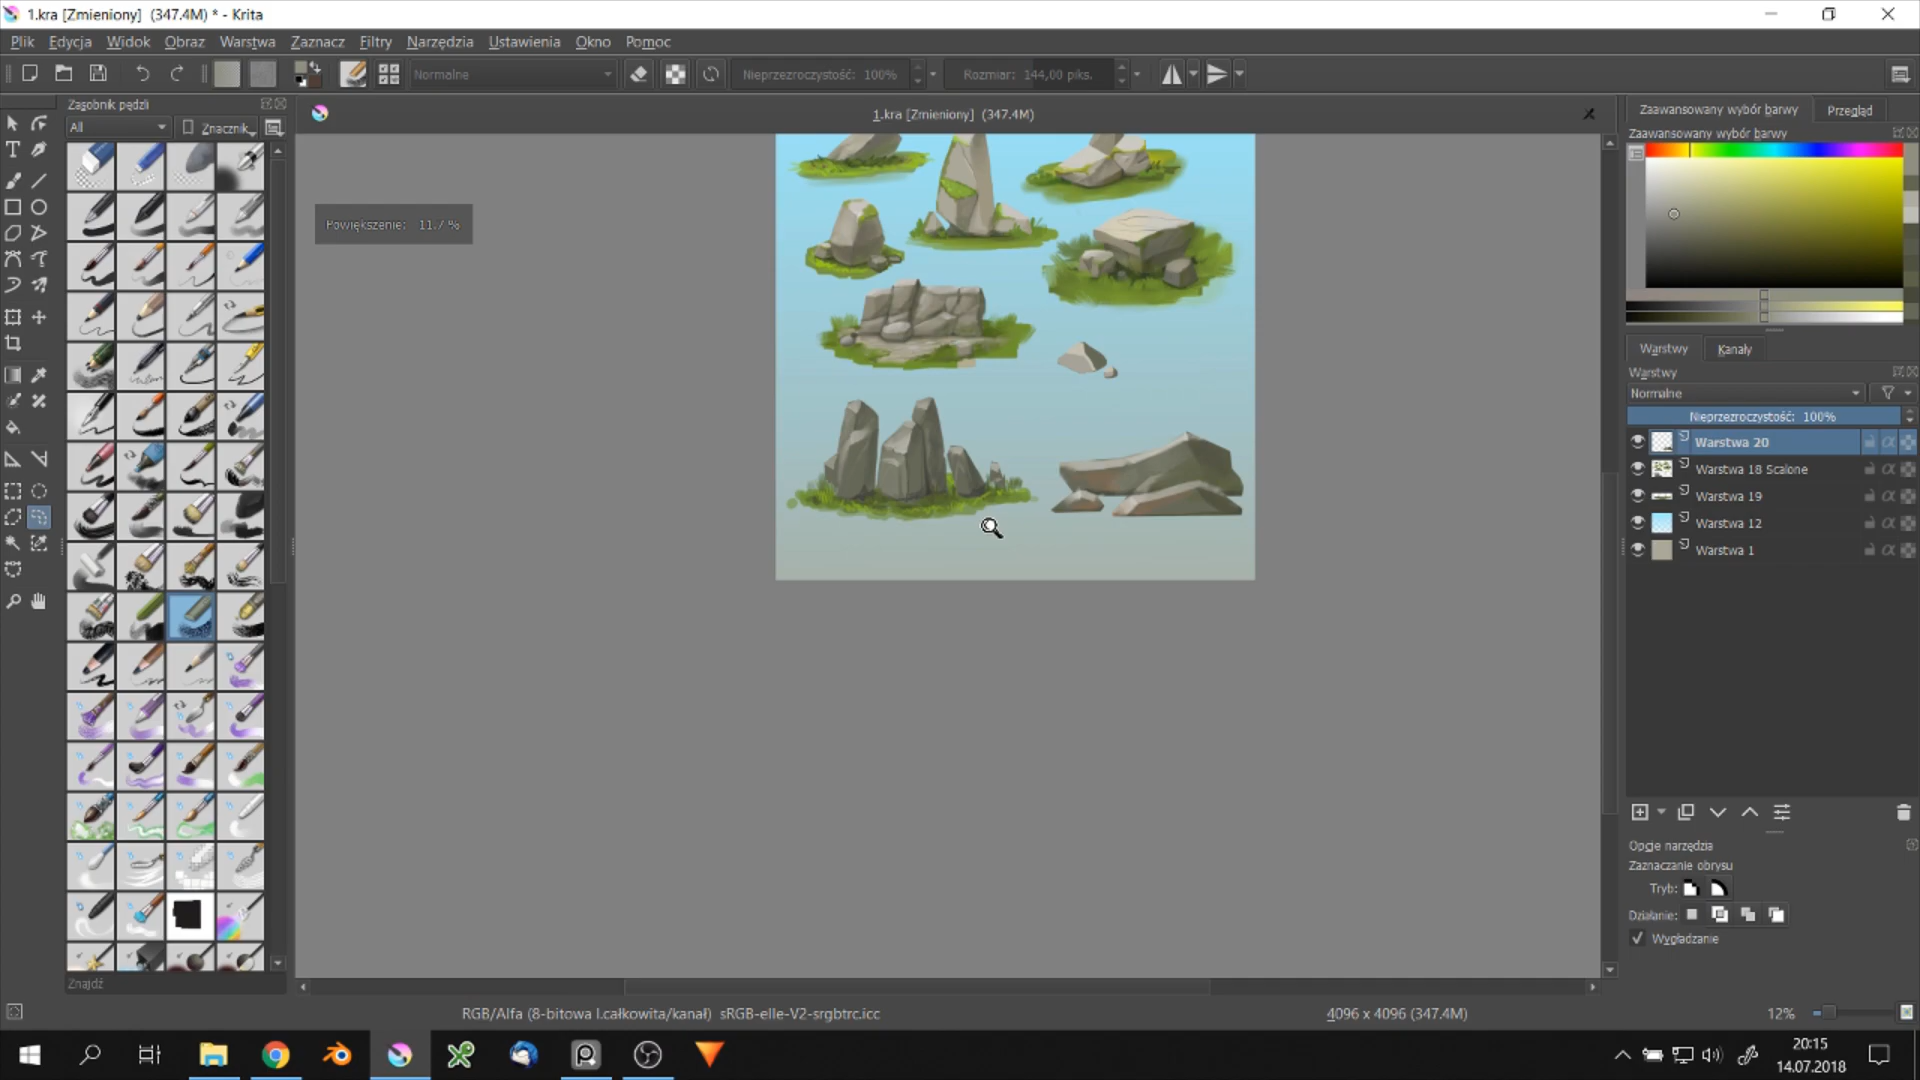 1.kra [Zmieniony] (347.4M) * - Krita
Plik Edycja Widok Obraz Warstwa Zaznacz Filtry Narzędzia Ustawienia Okno Pomoc
Normalne Nieprzezroczystość: 100% Rozmiar: 144,00 piks.
Zasobnik pędzli
All Znacznik
1.kra [Zmieniony] (347.4M)
Powiększenie: 11.7 %
Zaawansowany wybór barwy Przegląd
Zaawansowany wybór barwy
Warstwy Kanały
Warstwy
Normalne
Nieprzezroczystość: 100%
Warstwa 20
Warstwa 18 Scalone
Warstwa 19
Warstwa 12
Warstwa 1
Opcje narzędzia
Zaznaczanie obrysu
Tryb:
Działanie:
Wygładzanie
Znajdź
RGB/Alfa (8-bitowa l.całkowita/kanał) sRGB-elle-V2-srgbtrc.icc 4096 x 4096 (347.4M) 12%
20:15
14.07.2018